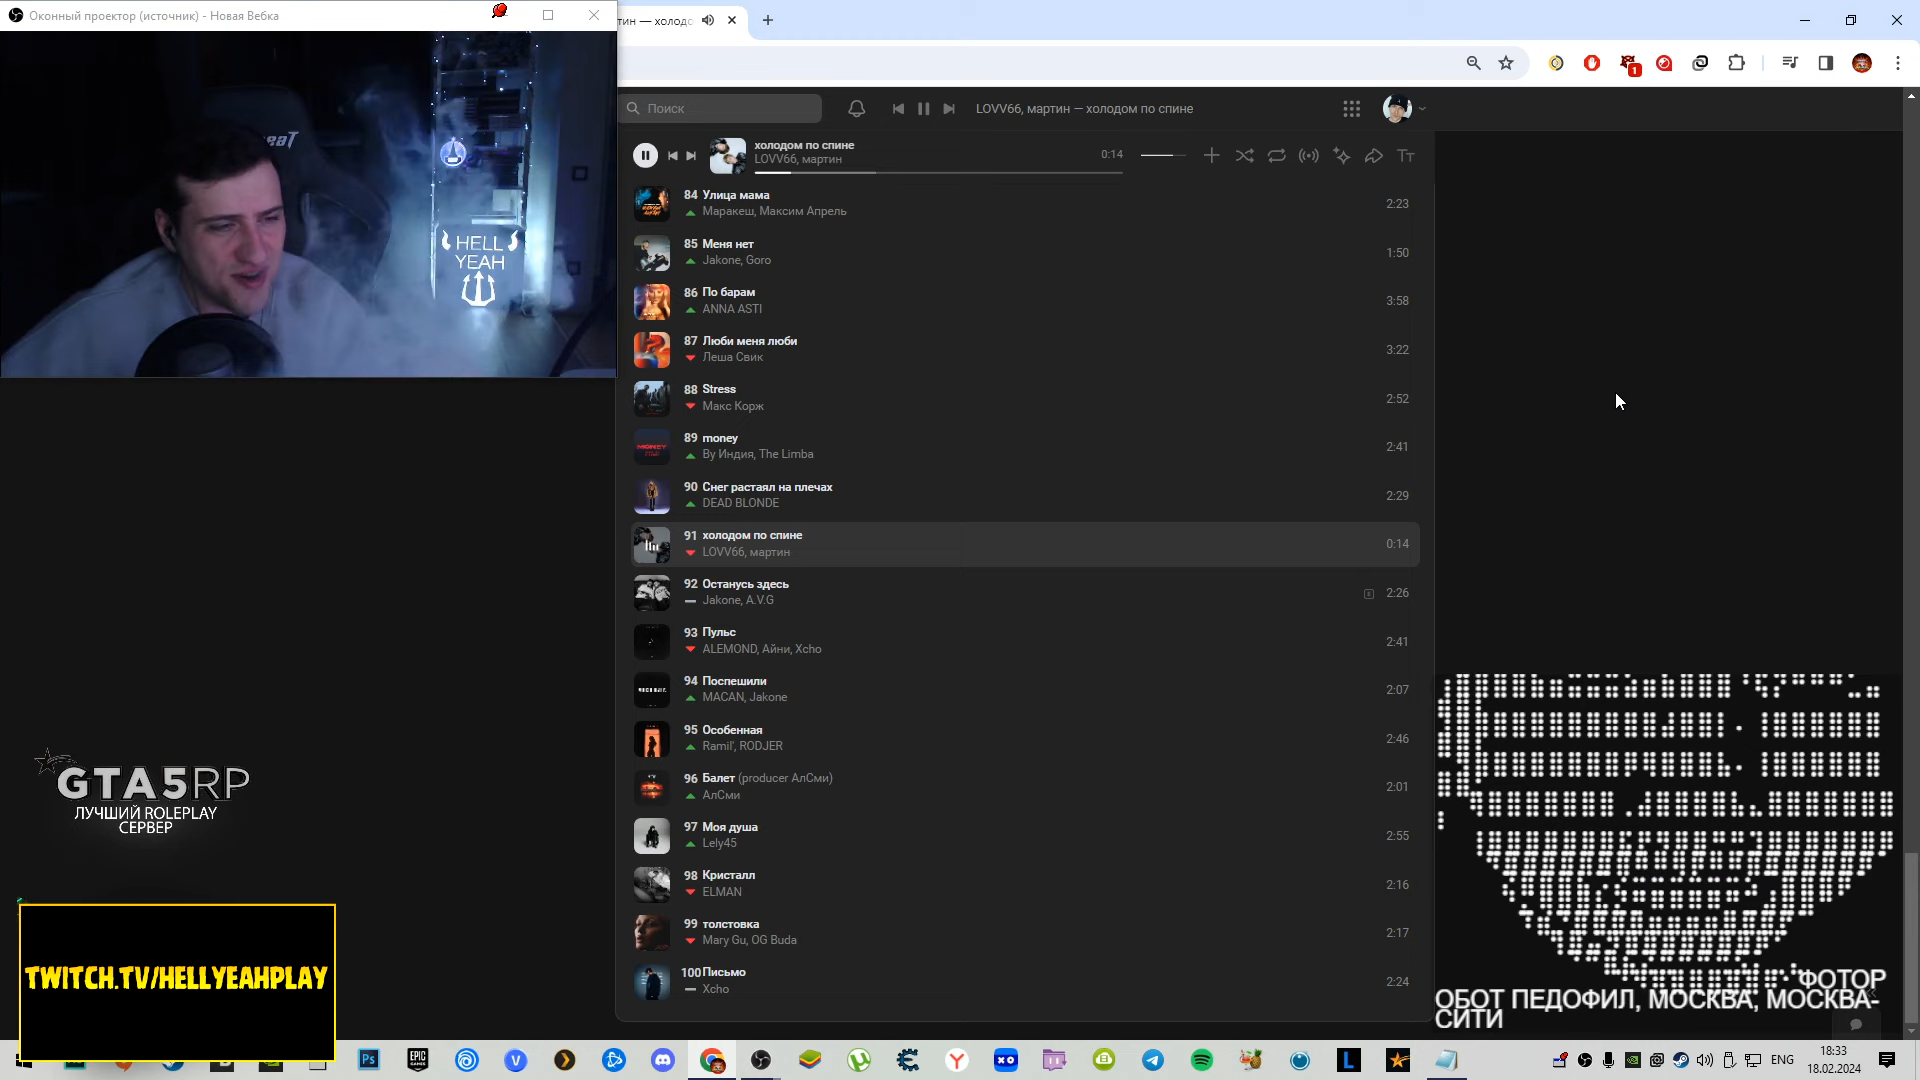 Оконный проектор (источник) - Новая Вебка
тин — холодо
1
HELL
YEAH
Поиск
LOVV66, мартин — холодом по спине
холодом по спине
LOVV66, мартин
0:14
84 Улица мама
Маракеш, Максим Апрель
2:23
85 Меня нет
Jakone, Goro
1:50
86 По барам
ANNA ASTI
3:58
87 Люби меня люби
Леша Свик
3:22
88 Stress
Макс Корж
2:52
89 money
By Индия, The Limba
2:41
90 Снег растаял на плечах
DEAD BLONDE
2:29
91 холодом по спине
LOVV66, мартин
0:14
92 Останусь здесь
Jakone, A.V.G
E 2:26
93 Пульс
ALEMOND, Айни, Xcho
2:41
94 Поспешили
MACAN, Jakone
2:07
95 Особенная
Ramil', RODJER
2:46
96 Балет (producer АлСми)
АлСми
2:01
97 Моя душа
Lely45
2:55
98 Кристалл
ELMAN
2:16
99 толстовка
Mary Gu, OG Buda
2:17
100 Письмо
Xcho
2:24
GTA5RP
ЛУЧШИЙ ROLEPLAY
СЕРВЕР
TWITCH.TV/HELLYEAHPLAY
ФОТОР
ОБОТ ПЕДОФИЛ, МОСКВА, МОСКВА-
СИТИ
Ps
EPIC
GAMES
ENG
18:33
18.02.2024